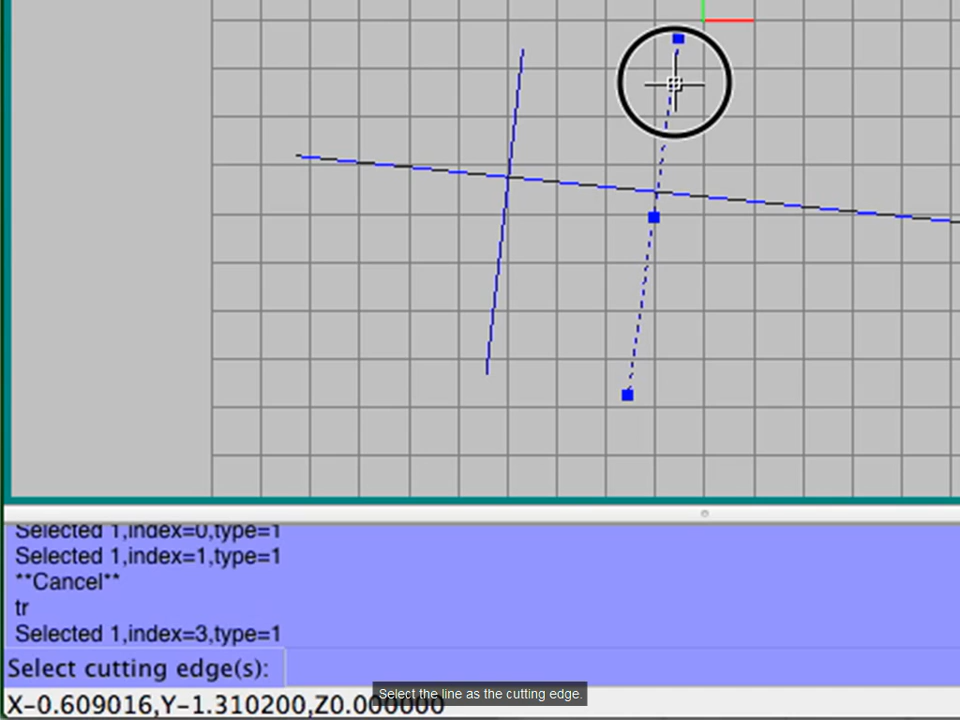 Selected 1,index=0,type=1
Selected 1,index=1,type=1
**Cancel**
tr
Selected 1,index=3,type=1
Select cutting edge(s):
Select the line as the cutting edge.
X-0.609016,Y-1.310200,Z0.000000